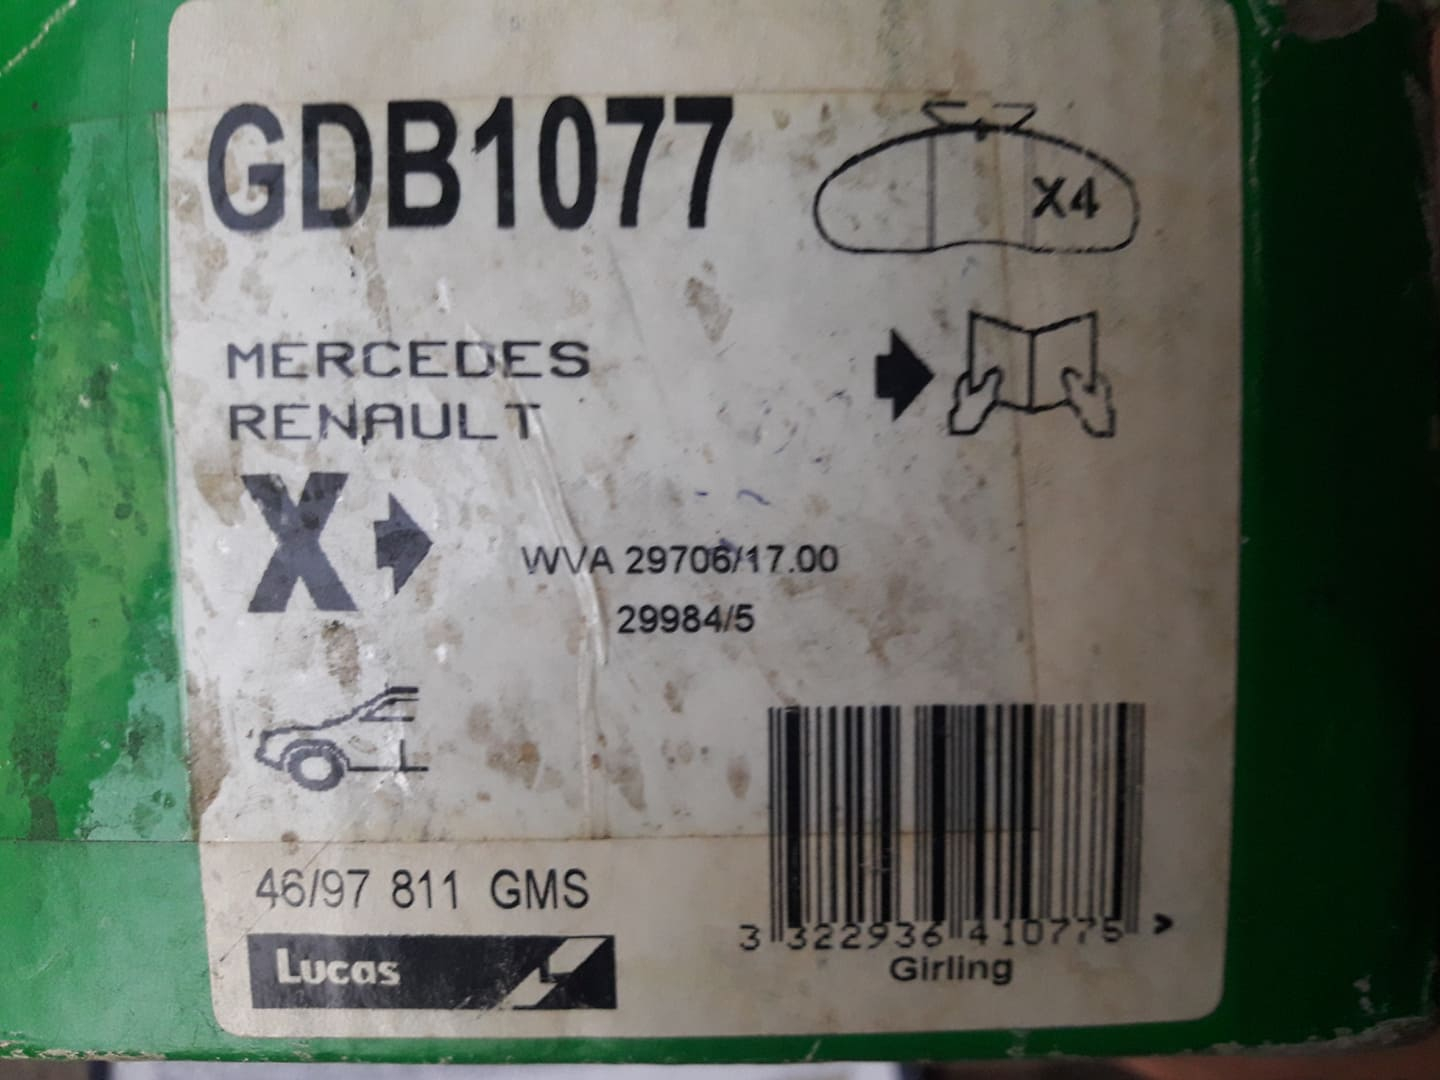 GDB1077
X4
MERCEDES
RENAULT
X
WVA 29706/17.00
29984/5
46/97 811 GMS
Lucas
3 322936 410775 >
Girling